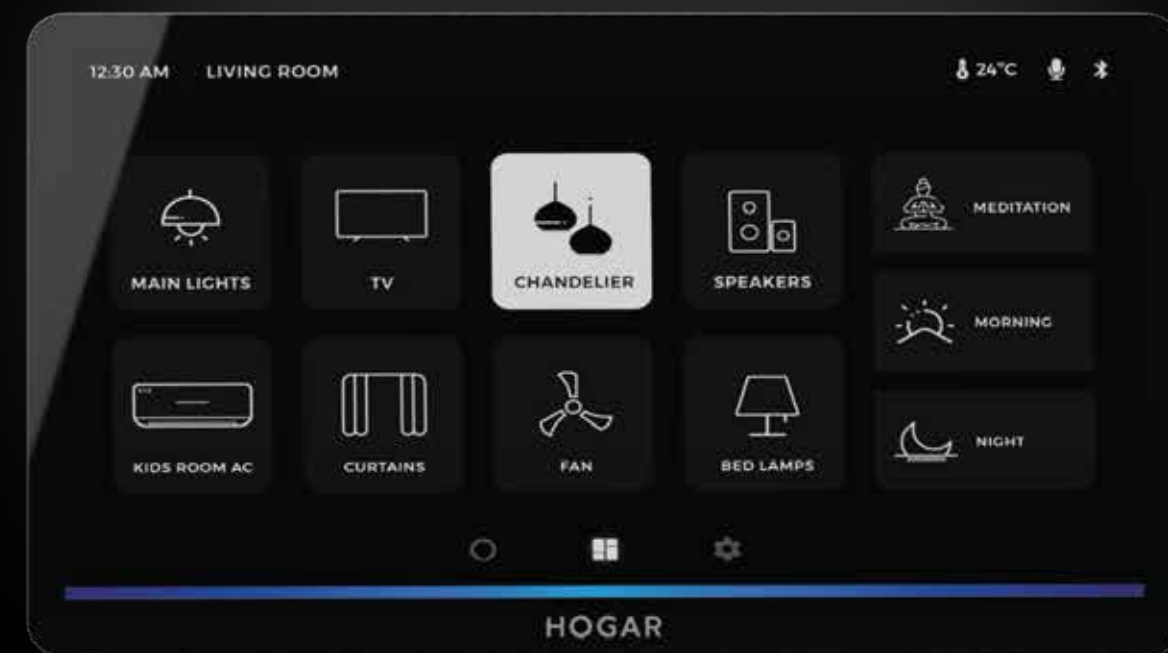 12:30 AM LIVING ROOM 24°C
MAIN LIGHTS
TV
CHANDELIER
SPEAKERS
MEDITATION
MORNING
KIDS ROOM AC
CURTAINS
FAN
BED LAMPS
NIGHT
HOGAR